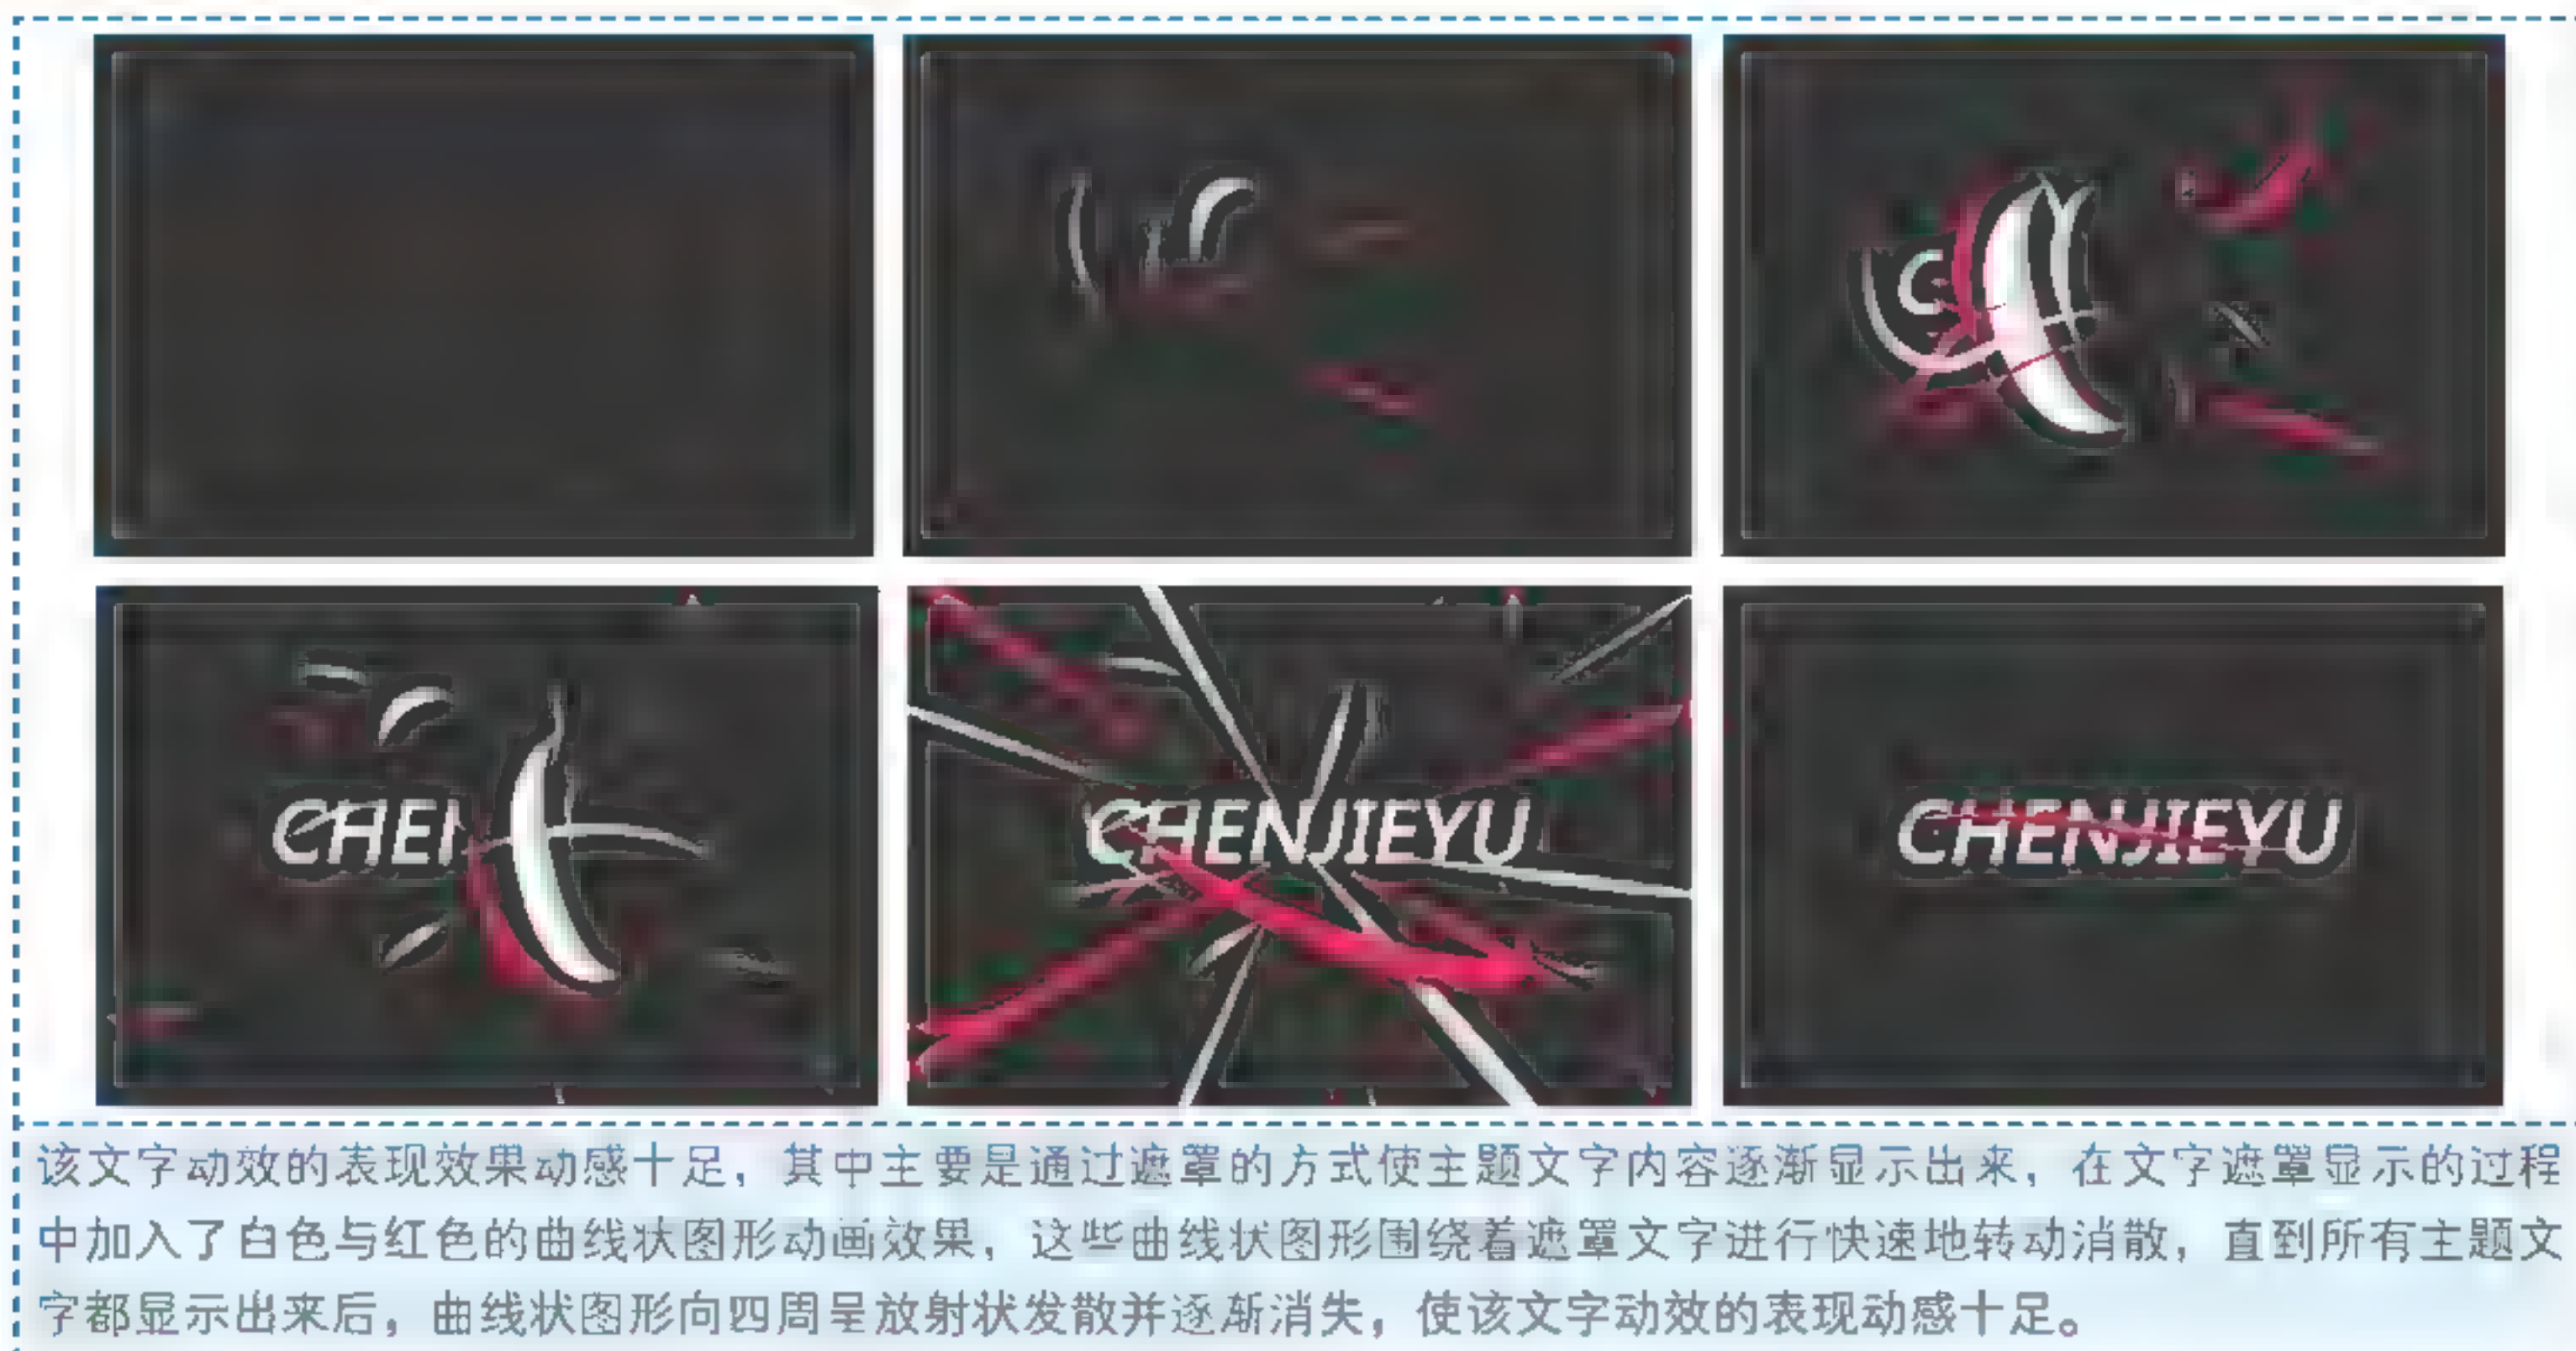 CHEN
CHENJIEYU
CHENJIEYU
该文字动效的表现效果动感十足，其中主要是通过遮罩的方式使主题文字内容逐渐显示出来，在文字遮罩显示的过程
中加入了白色与红色的曲线状图形动画效果，这些曲线状图形围绕着遮罩文字进行快速地转动消散，直到所有主题文
字都显示出来后，曲线状图形向四周呈放射状发散并逐渐消失，使该文字动效的表现动感十足。